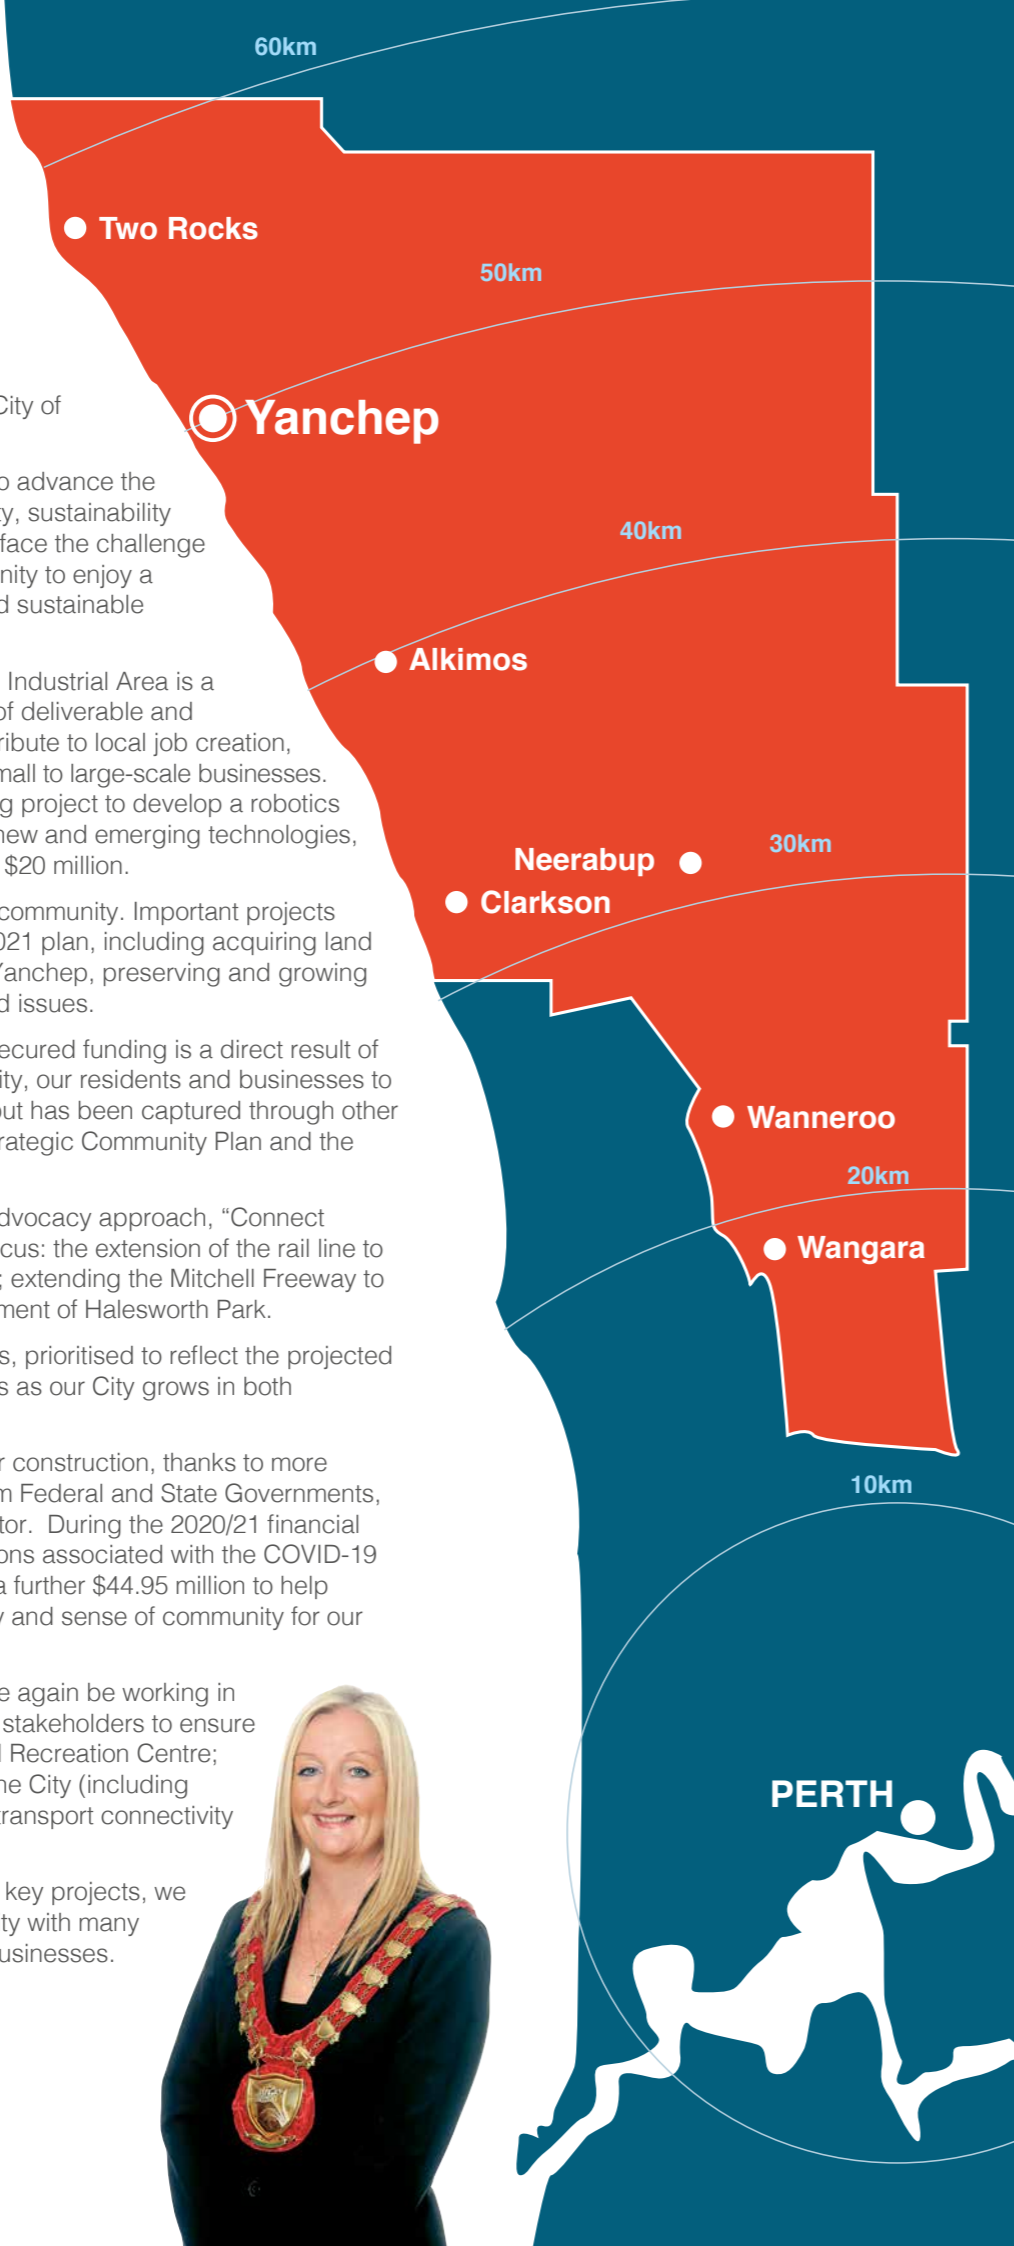 60km
Two Rocks
50km
Yanchep
City of
o advance the
ty, sustainability
face the challenge
nity to enjoy a
d sustainable
40km
Alkimos
Industrial Area is a
of deliverable and
ribute to local job creation,
mall to large-scale businesses.
g project to develop a robotics
new and emerging technologies,
$20 million.
30km
Neerabup
Clarkson
community. Important projects
021 plan, including acquiring land
Yanchep, preserving and growing
d issues.
ecured funding is a direct result of
ity, our residents and businesses to
out has been captured through other
rategic Community Plan and the
Wanneroo
20km
Wangara
dvocacy approach, “Connect
cus: the extension of the rail line to
; extending the Mitchell Freeway to
ment of Halesworth Park.
s, prioritised to reflect the projected
s as our City grows in both
r construction, thanks to more
m Federal and State Governments,
tor. During the 2020/21 financial
ons associated with the COVID-19
a further $44.95 million to help
y and sense of community for our
10km
e again be working in
stakeholders to ensure
l Recreation Centre;
he City (including
transport connectivity
PERTH
key projects, we
ty with many
usinesses.